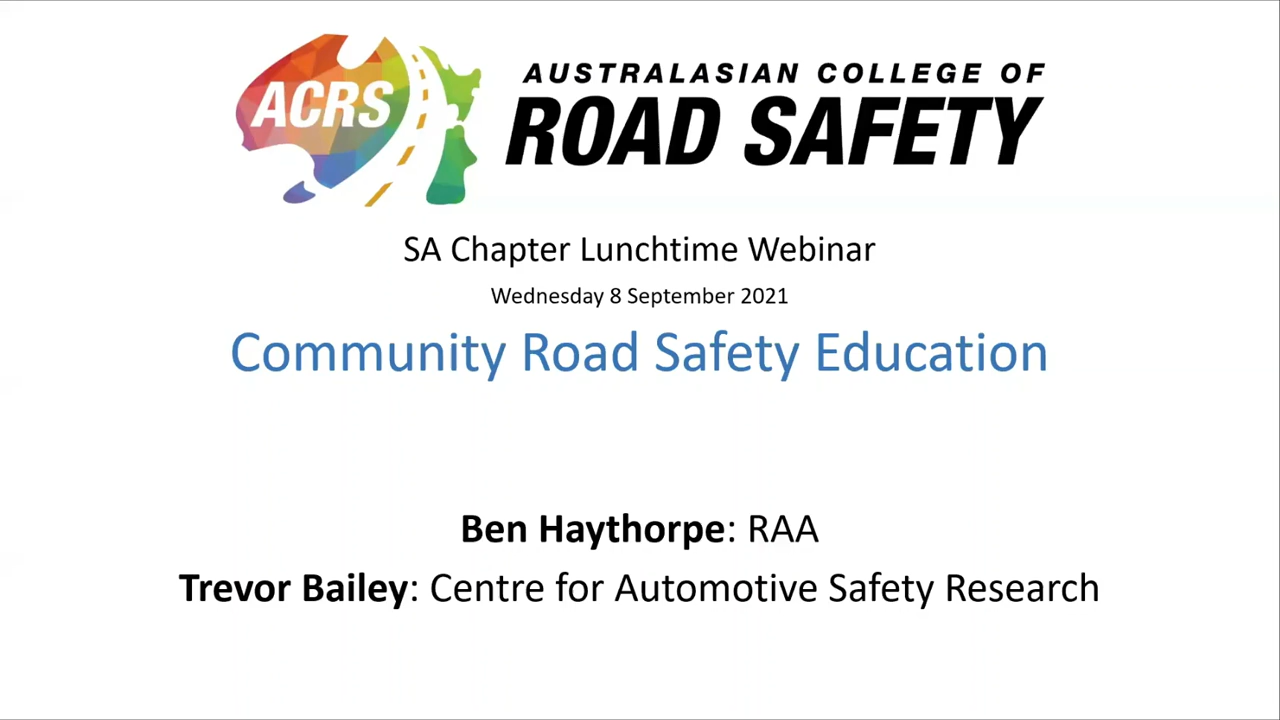 ACRS
AUSTRALASIAN COLLEGE OF
ROAD SAFETY
SA Chapter Lunchtime Webinar
Wednesday 8 September 2021
Community Road Safety Education
Ben Haythorpe: RAA
Trevor Bailey: Centre for Automotive Safety Research